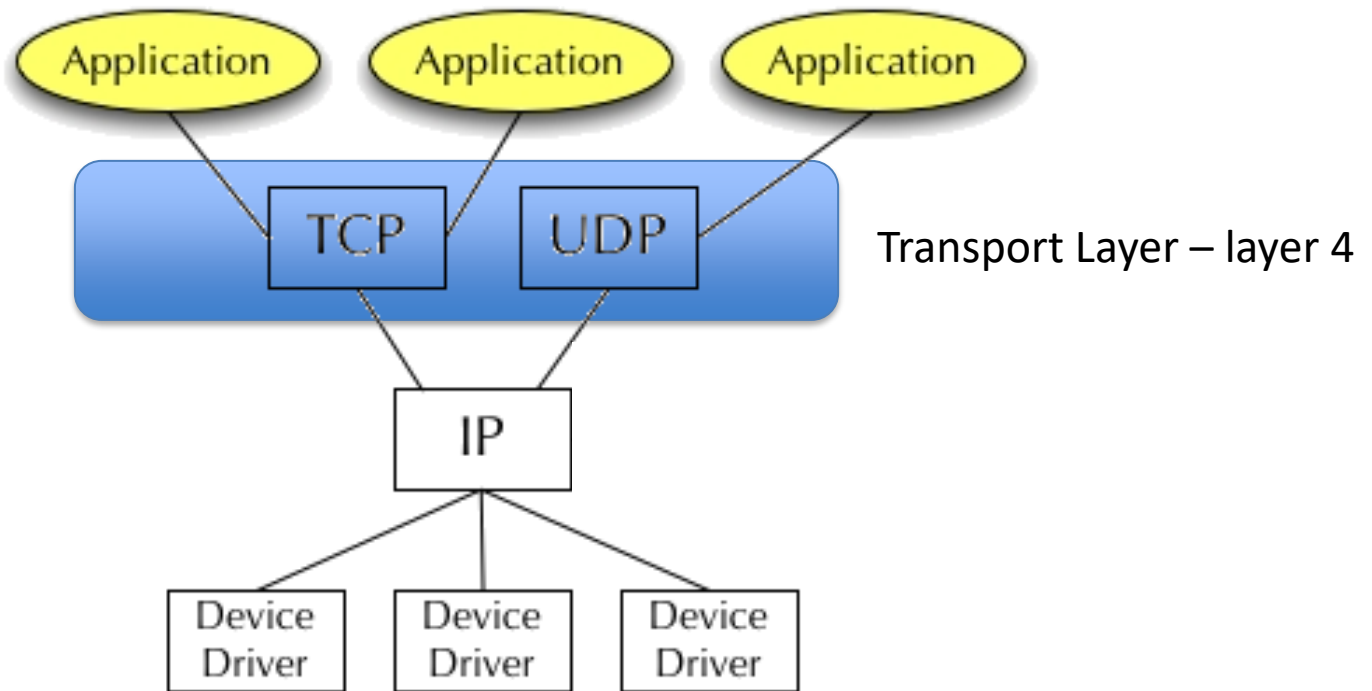 Application Application Application
TCP UDP
Transport Layer – layer 4
IP
Device Driver
Device Driver
Device Driver